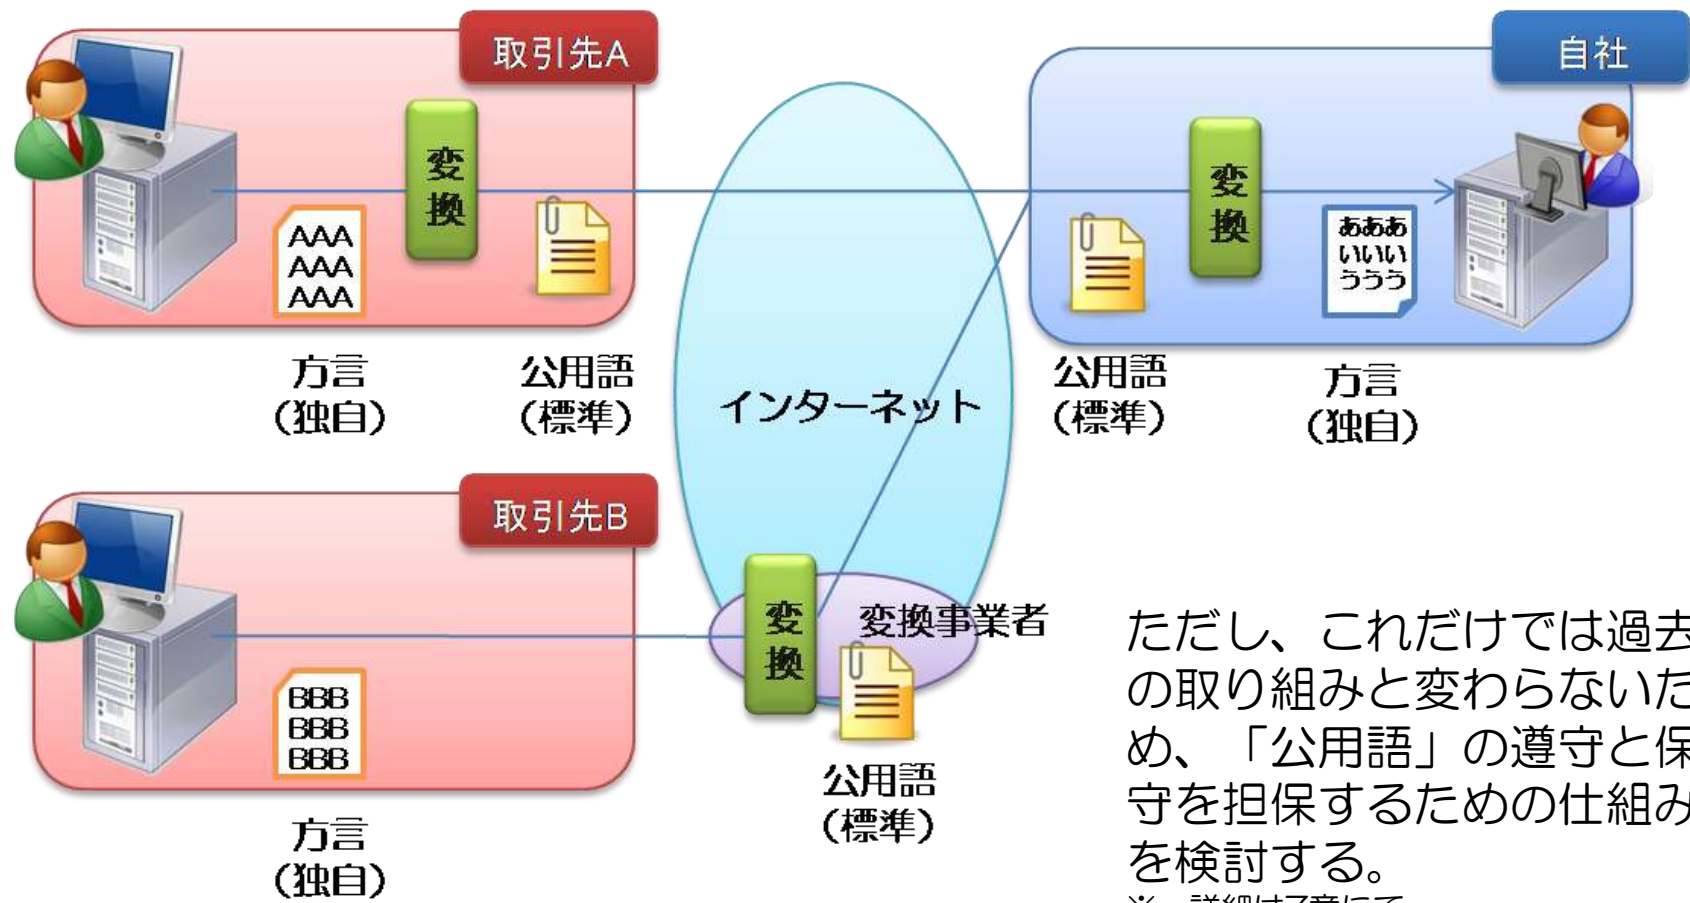 取引先A
自社
変換
変換
AAA
AAA
AAA
あああ
いいい
ううう
方言
(独自)
公用語
(標準)
インターネット
公用語
(標準)
方言
(独自)
取引先B
変換
変換事業者
BBB
BBB
BBB
公用語
(標準)
方言
(独自)
ただし、これだけでは過去
の取り組みと変わらないた
め、「公用語」の遵守と保
守を担保するための仕組み
を検討する。